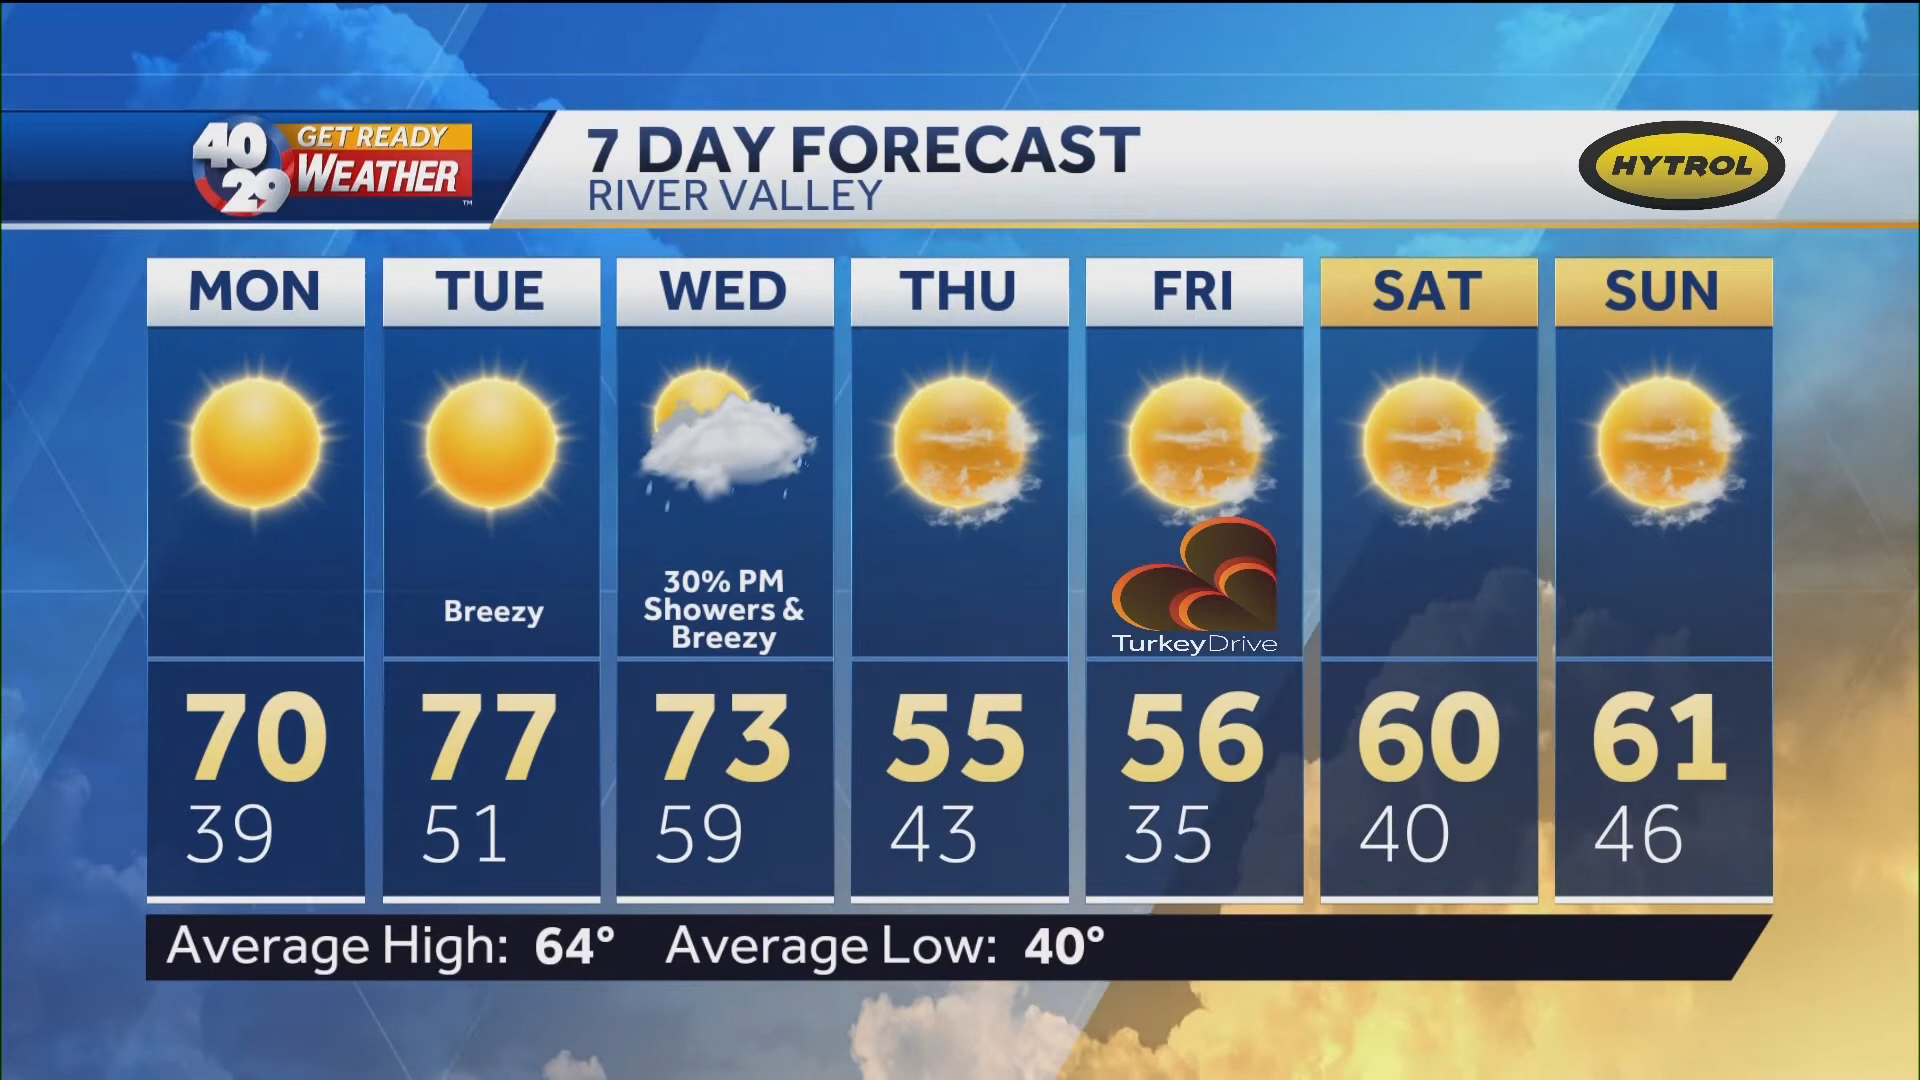 40
29
GET READY
WEATHER™
7 DAY FORECAST
RIVER VALLEY
HYTROL®
MON
TUE
WED
THU
FRI
SAT
SUN
Breezy
30% PM
Showers &
Breezy
TurkeyDrive
70
77
73
55
56
60
61
39
51
59
43
35
40
46
Average High: 64° Average Low: 40°